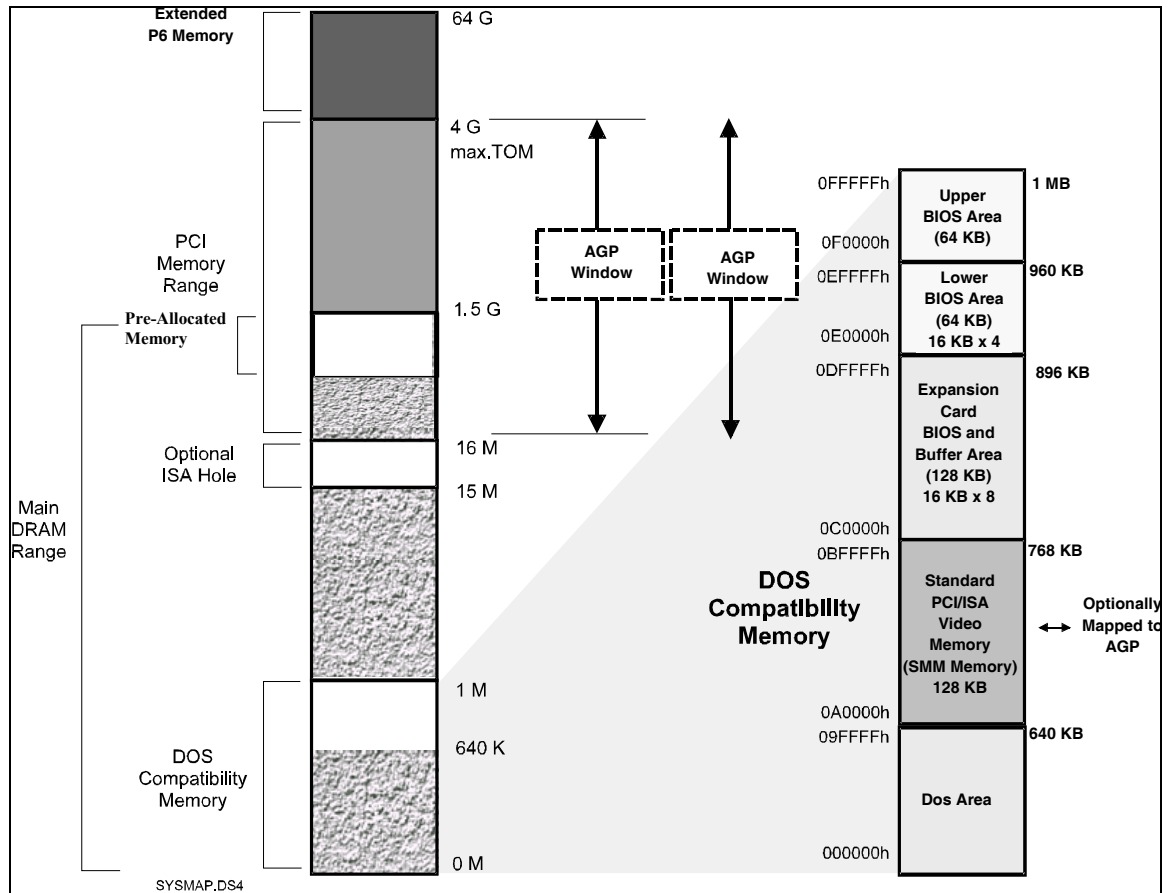 Extended
P6 Memory
64 G
4 G
max.TOM
PCI
Memory
Range
1.5 G
Pre-Allocated
Memory
Optional
ISA Hole
16 M
15 M
Main
DRAM
Range
1 M
640 K
DOS
Compatibility
Memory
0 M
SYSMAP.DS4
AGP
Window
AGP
Window
DOS
Compatibility
Memory
0FFFFFh
Upper
BIOS Area
(64 KB)
1 MB
0F0000h
0EFFFFh
Lower
BIOS Area
(64 KB)
16 KB x 4
960 KB
0E0000h
0DFFFFh
Expansion
Card
BIOS and
Buffer Area
(128 KB)
16 KB x 8
896 KB
0C0000h
0BFFFFh
Standard
PCI/ISA
Video
Memory
(SMM Memory)
128 KB
768 KB
Optionally
Mapped to
AGP
0A0000h
09FFFFh
640 KB
Dos Area
000000h